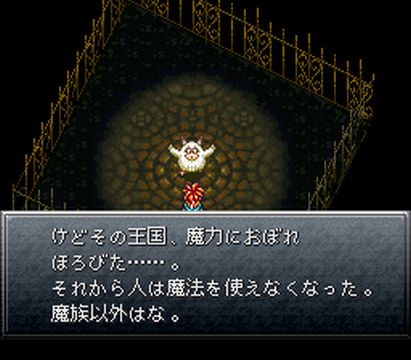 けどその王国、魔力におぼれ
ほろびた……。
それから人は魔法を使えなくなった。
魔族以外はな。